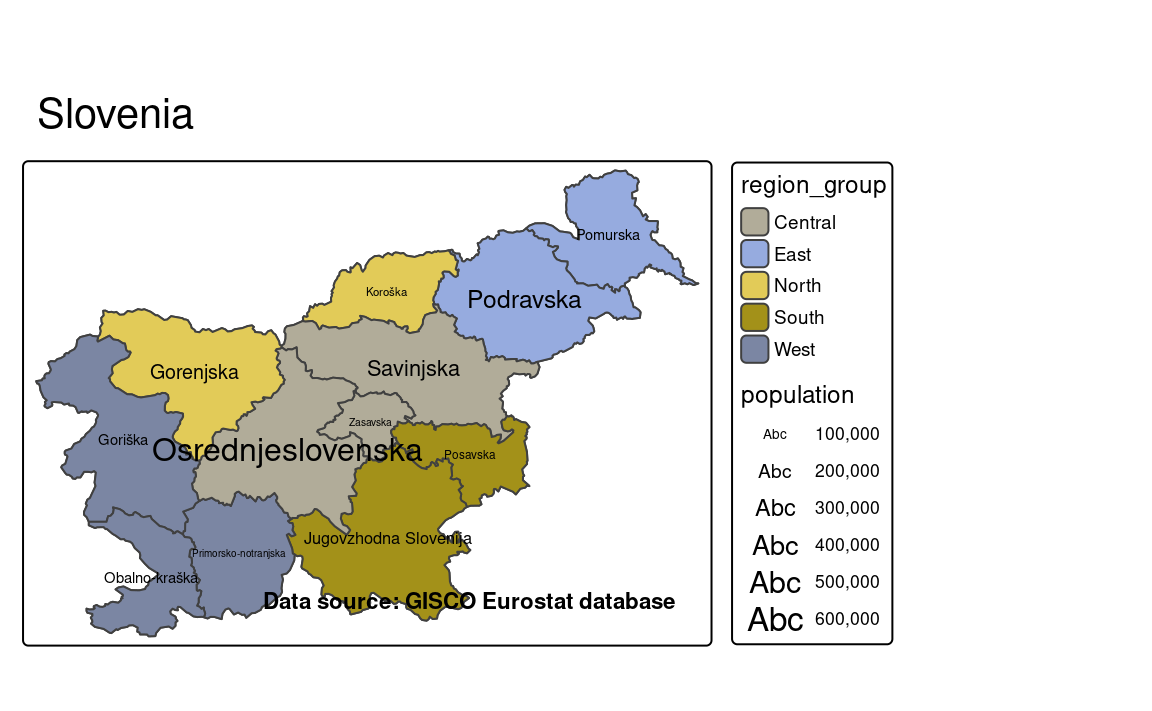 Slovenia
Pomurska
Koroška
Podravska
Gorenjska
Savinjska
Zasavska
Goriška
Osrednjeslovenska
Posavska
Jugovzhodna Slovenija
Primorsko-notranjska
Obalno-kraška
Data source: GISCO Eurostat database
region_group
Central
East
North
South
West
population
Abc 100,000
Abc 200,000
Abc 300,000
Abc 400,000
Abc 500,000
Abc 600,000